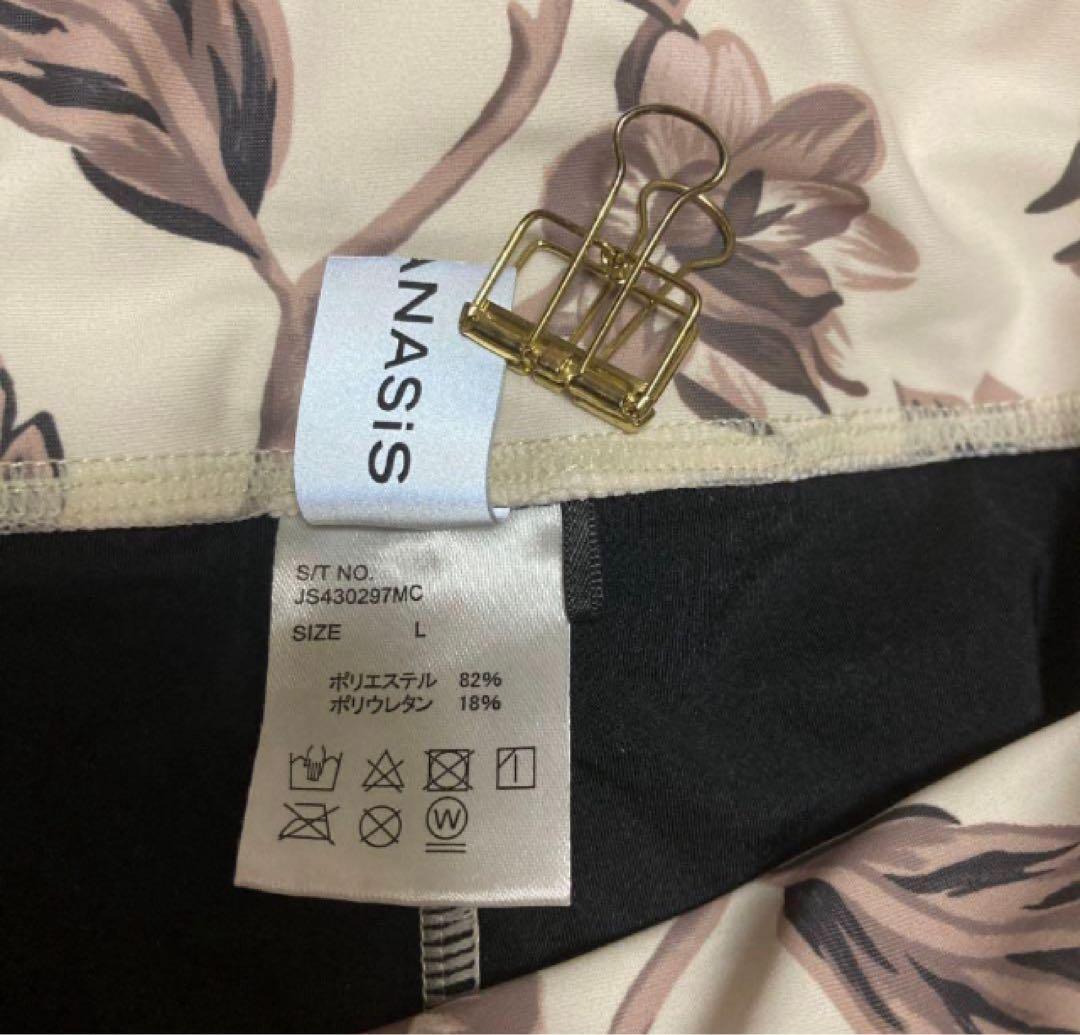 ANASiS
S/T NO.
JS430297MC
SIZE L
ポリエステル 82%
ポリウレタン 18%
W